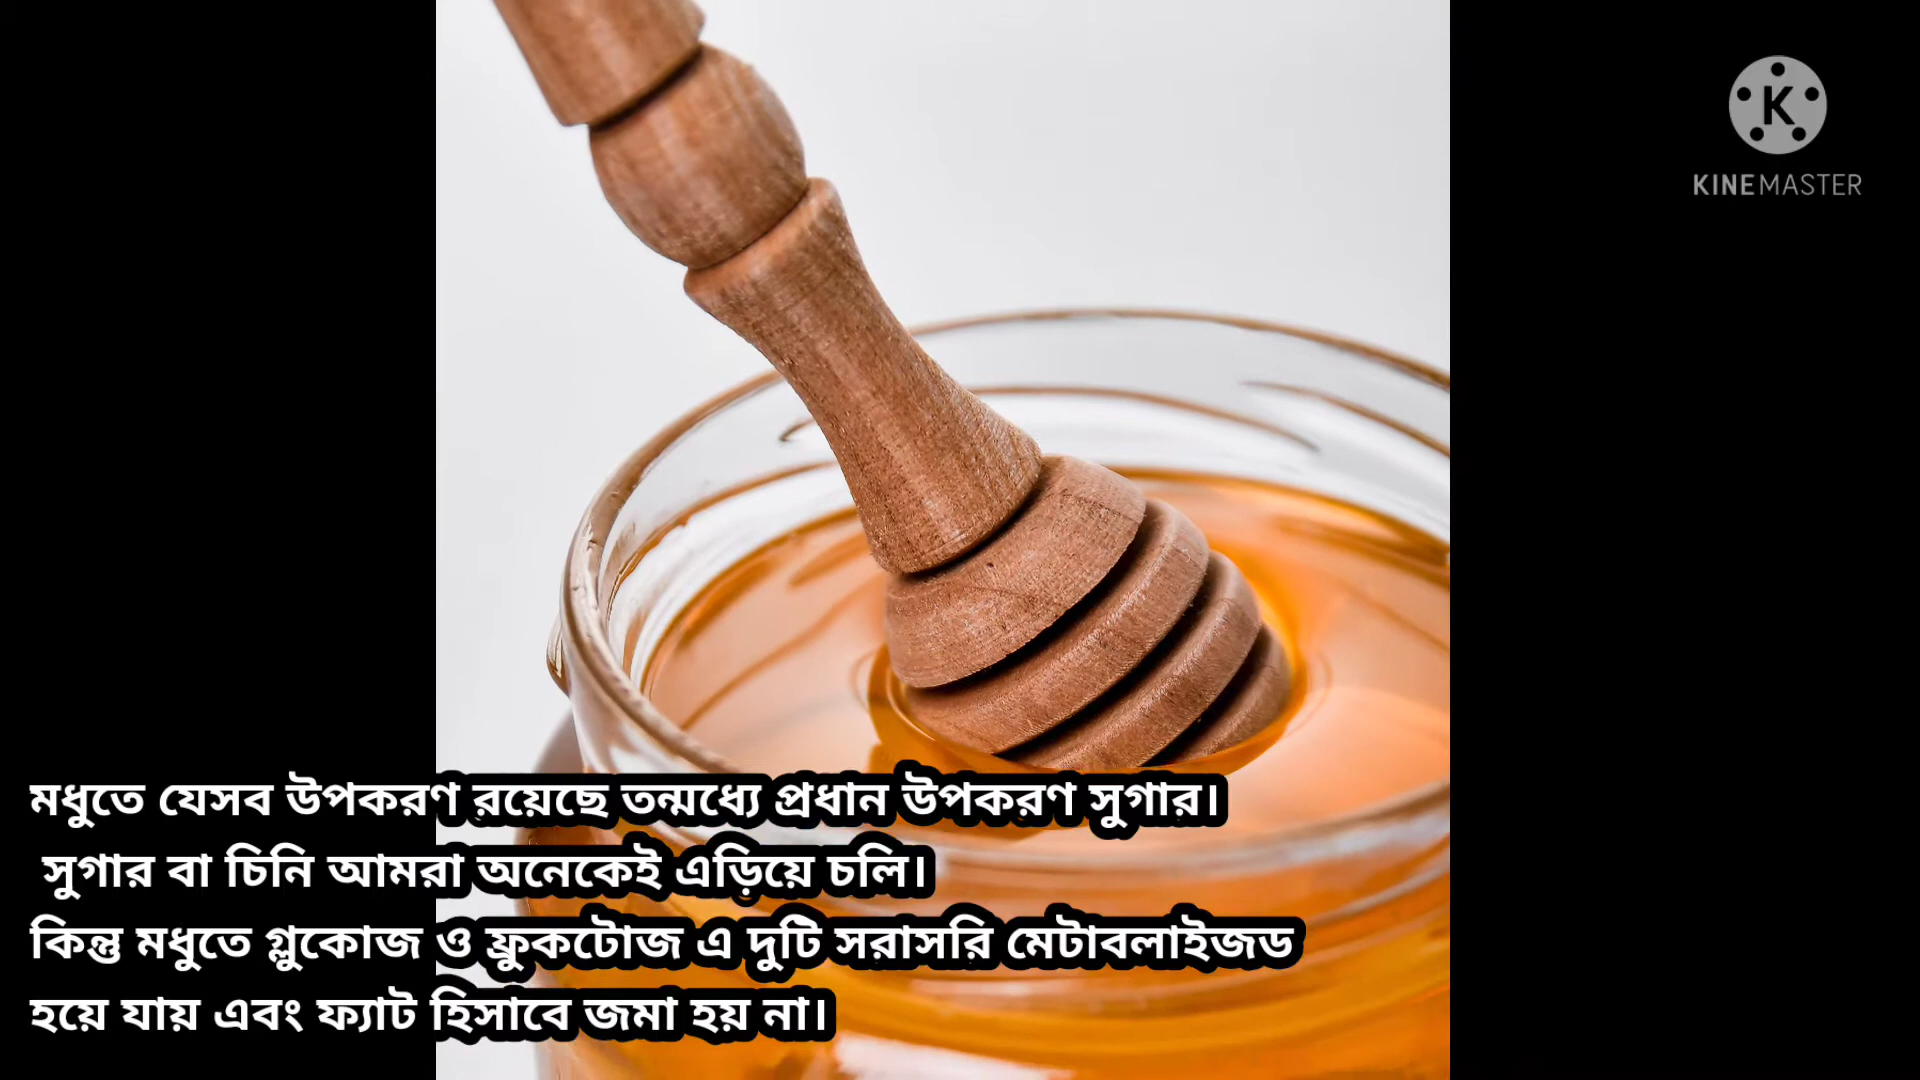 K
KINEMASTER
মধুতে যেসব উপকরণ রয়েছে তন্মধ্যে প্রধান উপকরণ সুগার।
সুগার বা চিনি আমরা অনেকেই এড়িয়ে চলি।
কিন্তু মধুতে গ্লুকোজ ও ফ্রুকটোজ এ দুটি সরাসরি মেটাবলাইজড
হয়ে যায় এবং ফ্যাট হিসাবে জমা হয় না।